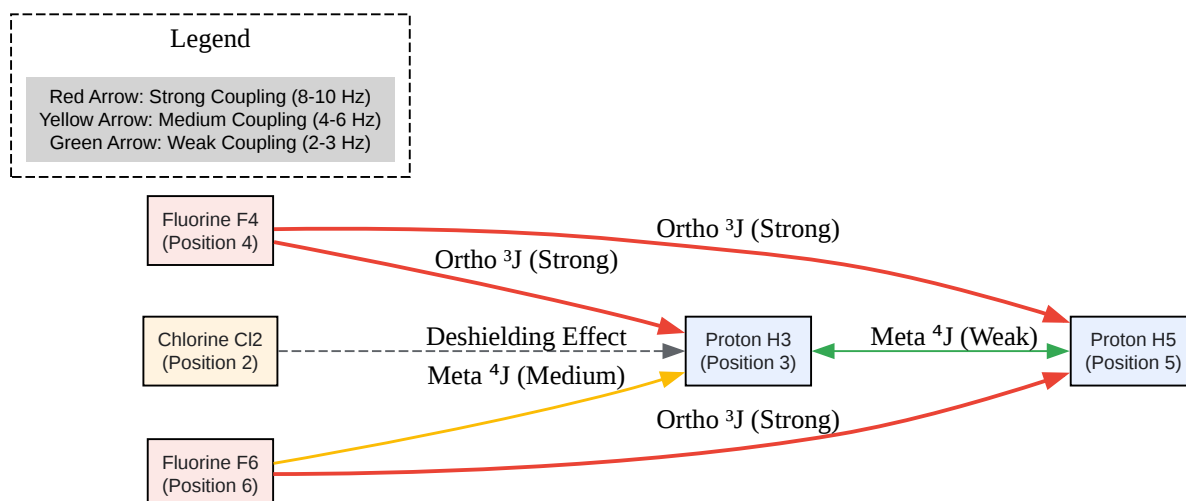 Legend
Red Arrow: Strong Coupling (8-10 Hz)
Yellow Arrow: Medium Coupling (4-6 Hz)
Green Arrow: Weak Coupling (2-3 Hz)
Fluorine F4
(Position 4)
Ortho ³J (Strong)
Ortho ³J (Strong)
Chlorine Cl2
(Position 2)
Deshielding Effect
Proton H3
(Position 3)
Meta ⁴J (Weak)
Proton H5
(Position 5)
Meta ⁴J (Medium)
Ortho ³J (Strong)
Fluorine F6
(Position 6)